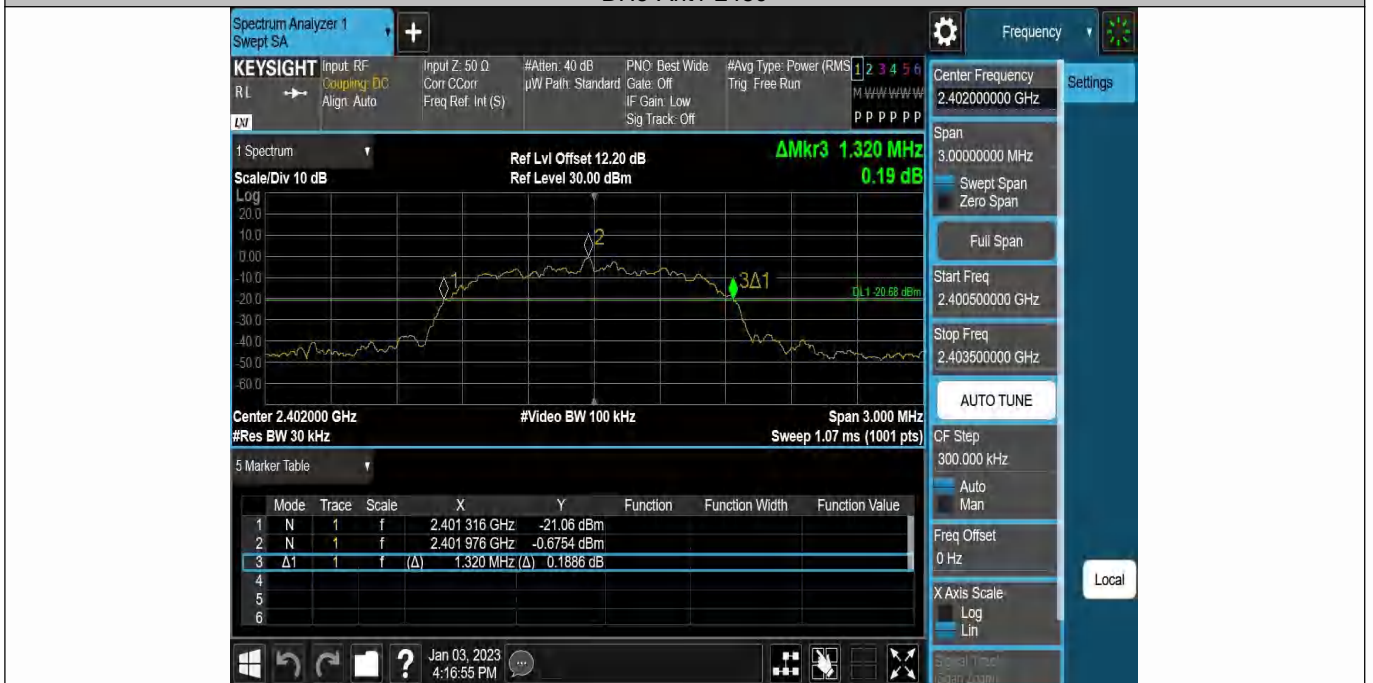 Spectrum Analyzer 1
Swept SA
+
Frequency
KEYSIGHT
RL
LXI
Input: RF
Coupling: DC
Align: Auto
Input Z: 50 Ω
Corr CCorr
Freq Ref: Int (S)
#Atten: 40 dB
µW Path: Standard
PNO: Best Wide
Gate: Off
IF Gain: Low
Sig Track: Off
#Avg Type: Power (RMS
Trig: Free Run
1 2 3 4 5 6
M W W W W W
P P P P P P
Center Frequency
2.402000000 GHz
Settings
Span
3.00000000 MHz
Swept Span
Zero Span
Full Span
Start Freq
2.400500000 GHz
Stop Freq
2.403500000 GHz
AUTO TUNE
CF Step
300.000 kHz
Auto
Man
Freq Offset
0 Hz
X Axis Scale
Log
Lin
Local
1 Spectrum
Scale/Div 10 dB
Ref Lvl Offset 12.20 dB
Ref Level 30.00 dBm
ΔMkr3 1.320 MHz
0.19 dB
Log
20.0
10.0
0.00
-10.0
-20.0
-30.0
-40.0
-50.0
-60.0
1
2
3Δ1
DL1 -20.68 dBm
Center 2.402000 GHz
#Video BW 100 kHz
Span 3.000 MHz
#Res BW 30 kHz
Sweep 1.07 ms (1001 pts)
5 Marker Table
Mode Trace Scale X Y Function Function Width Function Value
1 N 1 f 2.401 316 GHz -21.06 dBm
2 N 1 f 2.401 976 GHz -0.6754 dBm
3 Δ1 1 f (Δ) 1.320 MHz (Δ) 0.1886 dB
4
5
6
?
Jan 03, 2023
4:16:55 PM